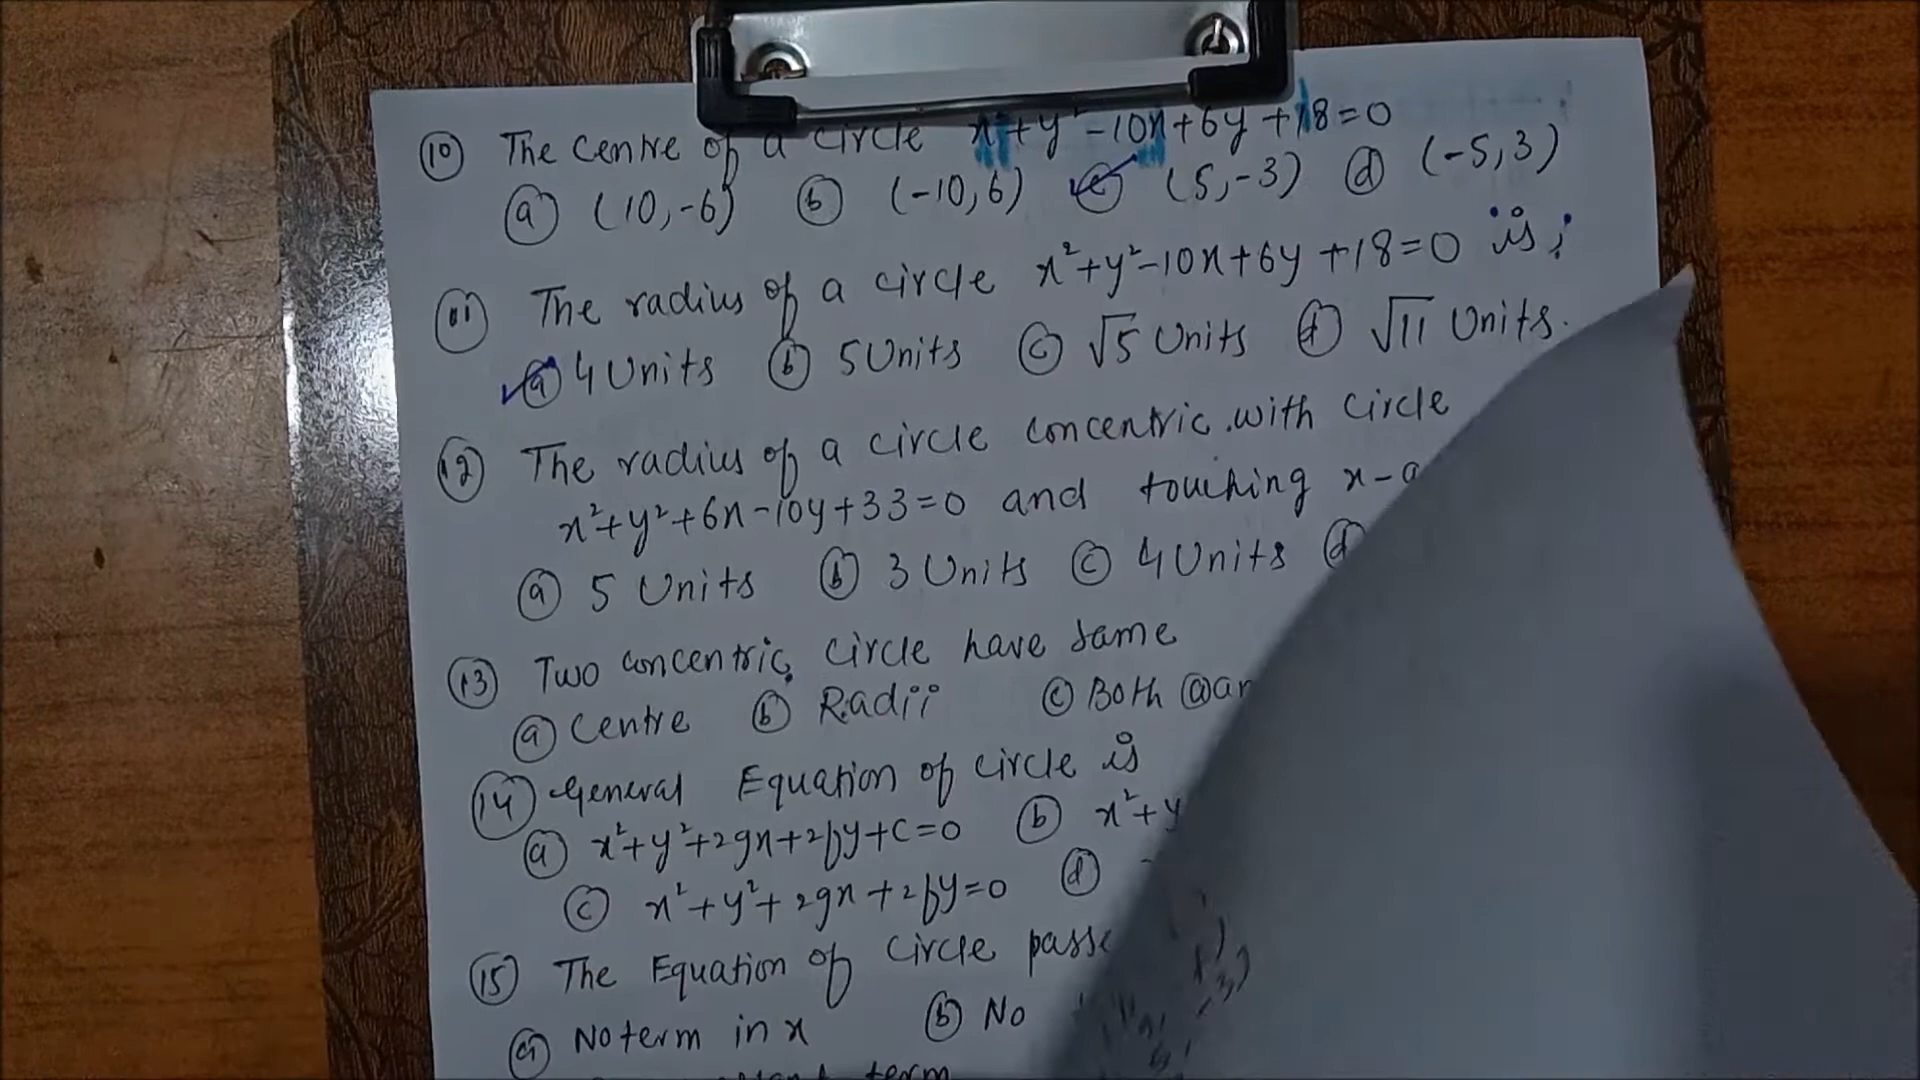 (10) The centre of a circle x²+y²-10x+6y+18=0
(a) (10,-6) (b) (-10,6) (c) (5,-3) (d) (-5,3)
(11) The radius of a circle x²+y²-10x+6y+18=0 is;
(a) 4 Units (b) 5 Units (c) √5 Units (d) √11 Units.
(12) The radius of a circle concentric with circle
x²+y²+6x-10y+33=0 and touching x-a
(a) 5 Units (b) 3 Units (c) 4 Units (d)
(13) Two concentric circle have same
(a) Centre (b) Radii (c) Both (a) an
(14) General Equation of circle is
(a) x²+y²+2gx+2fy+c=0 (b) x²+y
(c) x²+y²+2gx+2fy=0 (d)
(15) The Equation of circle passe
(a) No term in x (b) No
term